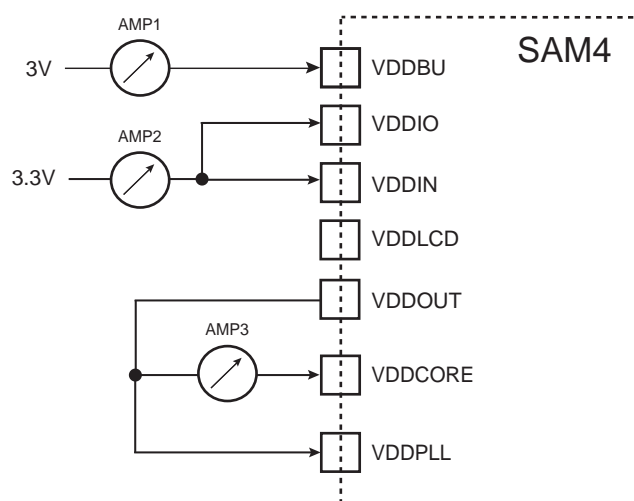 AMP1
SAM4
3V
VDDBU
VDDIO
AMP2
3.3V
VDDIN
VDDLCD
VDDOUT
AMP3
VDDCORE
VDDPLL